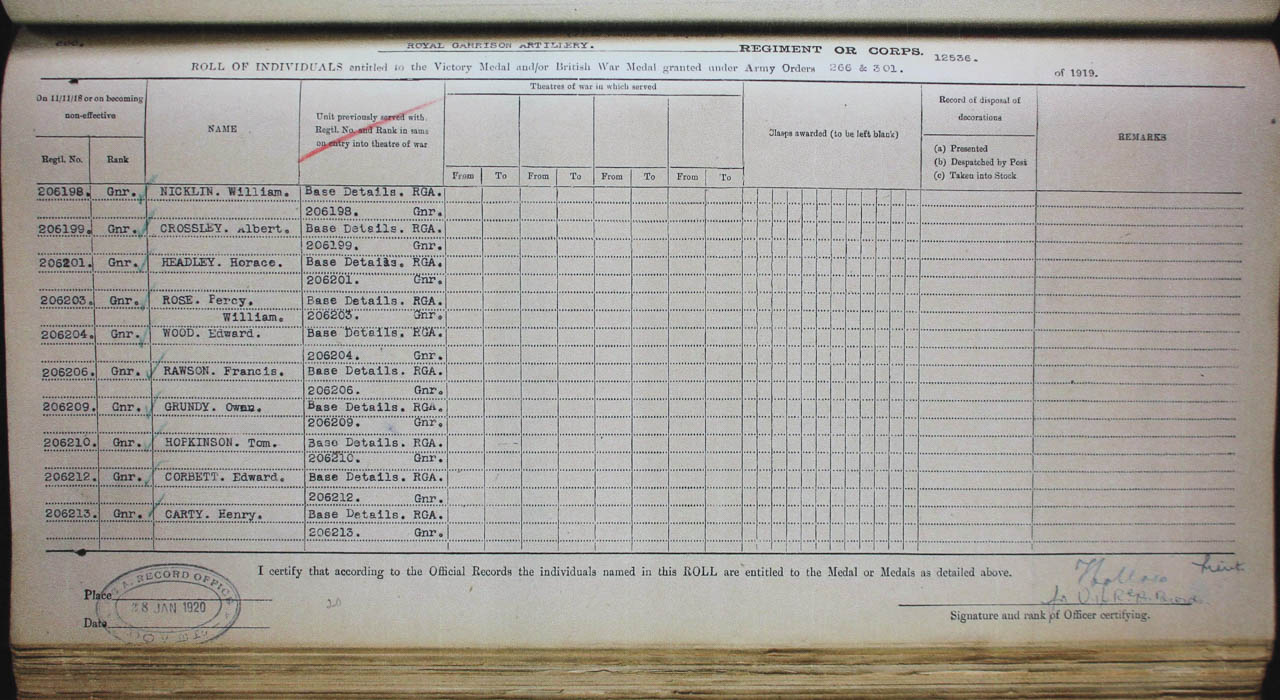 ROYAL GARRISON ARTILLERY. REGIMENT OR CORPS. 12536.
ROLL OF INDIVIDUALS entitled to the Victory Medal and/or British War Medal granted under Army Orders 266 & 301. of 1919.
On 11/11/18 or on becoming non-effective
Regtl. No.
Rank
NAME
Unit previously served with. Regtl. No. and Rank in same on entry into theatre of war
Theatres of war in which served
From To From To From To From To
Clasps awarded (to be left blank)
Record of disposal of decorations
(a) Presented
(b) Despatched by Post
(c) Taken into Stock
REMARKS
206198. Gnr. NICKLIN. William. Base Details. RGA.
206198. Gnr.
206199. Gnr. CROSSLEY. Albert. Base Details. RGA.
206199. Gnr.
206201. Gnr. HEADLEY. Horace. Base Details. RGA.
206201. Gnr.
206203. Gnr. ROSE. Percy. Base Details. RGA.
William. 206203. Gnr.
206204. Gnr. WOOD. Edward. Base Details. RGA.
206204. Gnr.
206206. Gnr. RAWSON. Francis. Base Details. RGA.
206206. Gnr.
206209. Gnr. GRUNDY. Owen. Base Details. RGA.
206209. Gnr.
206210. Gnr. HOPKINSON. Tom. Base Details. RGA.
206210. Gnr.
206212. Gnr. CORBETT. Edward. Base Details. RGA.
206212. Gnr.
206213. Gnr. CARTY. Henry. Base Details. RGA.
206213. Gnr.
I certify that according to the Official Records the individuals named in this ROLL are entitled to the Medal or Medals as detailed above.
Place
Date
RECORD OFFICE
JAN 1920
20
Signature and rank of Officer certifying.